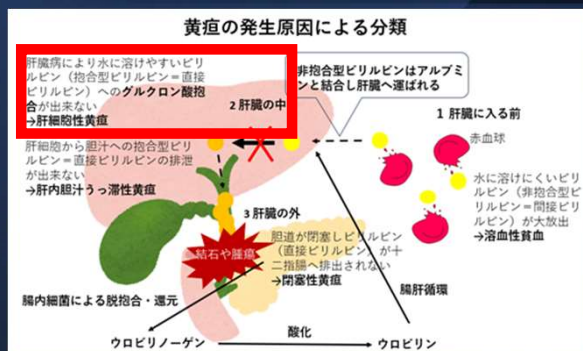 黄疸の発生原因による分類
肝臓病により水に溶けやすいビリ
ルビン（抱合型ビリルビン＝直接
ビリルビン）へのグルクロン酸抱
合が出来ない
→肝細胞性黄疸
2 肝臓の中
非抱合型ビリルビンはアルブミ
ンと結合し肝臓へ運ばれる
1 肝臓に入る前
赤血球
肝細胞から胆汁への抱合型ビリ
ルビン＝直接ビリルビンの排泄
が出来ない
→肝内胆汁うっ滞性黄疸
水に溶けにくいビリ
ルビン（非抱合型ビ
リルビン＝間接ビリ
ルビン）が大放出
→溶血性貧血
3 肝臓の外
結石や腫瘍
胆道が閉塞しビリルビン
（直接ビリルビン）が十
二指腸へ排出されない
→閉塞性黄疸
腸内細菌による脱抱合・還元
腸肝循環
酸化
ウロビリノーゲン
ウロビリン